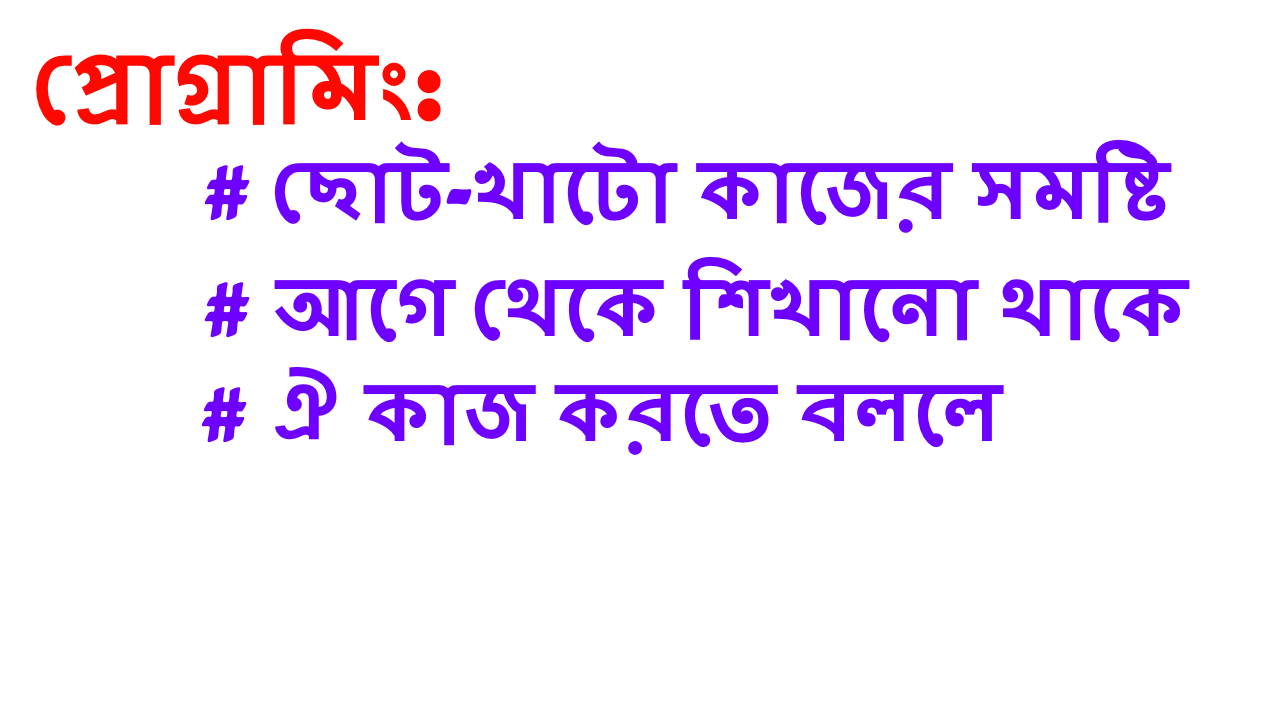 প্রোগ্রামিং:
# ছোট-খাটো কাজের সমষ্টি
# আগে থেকে শিখানো থাকে
# ঐ কাজ করতে বললে